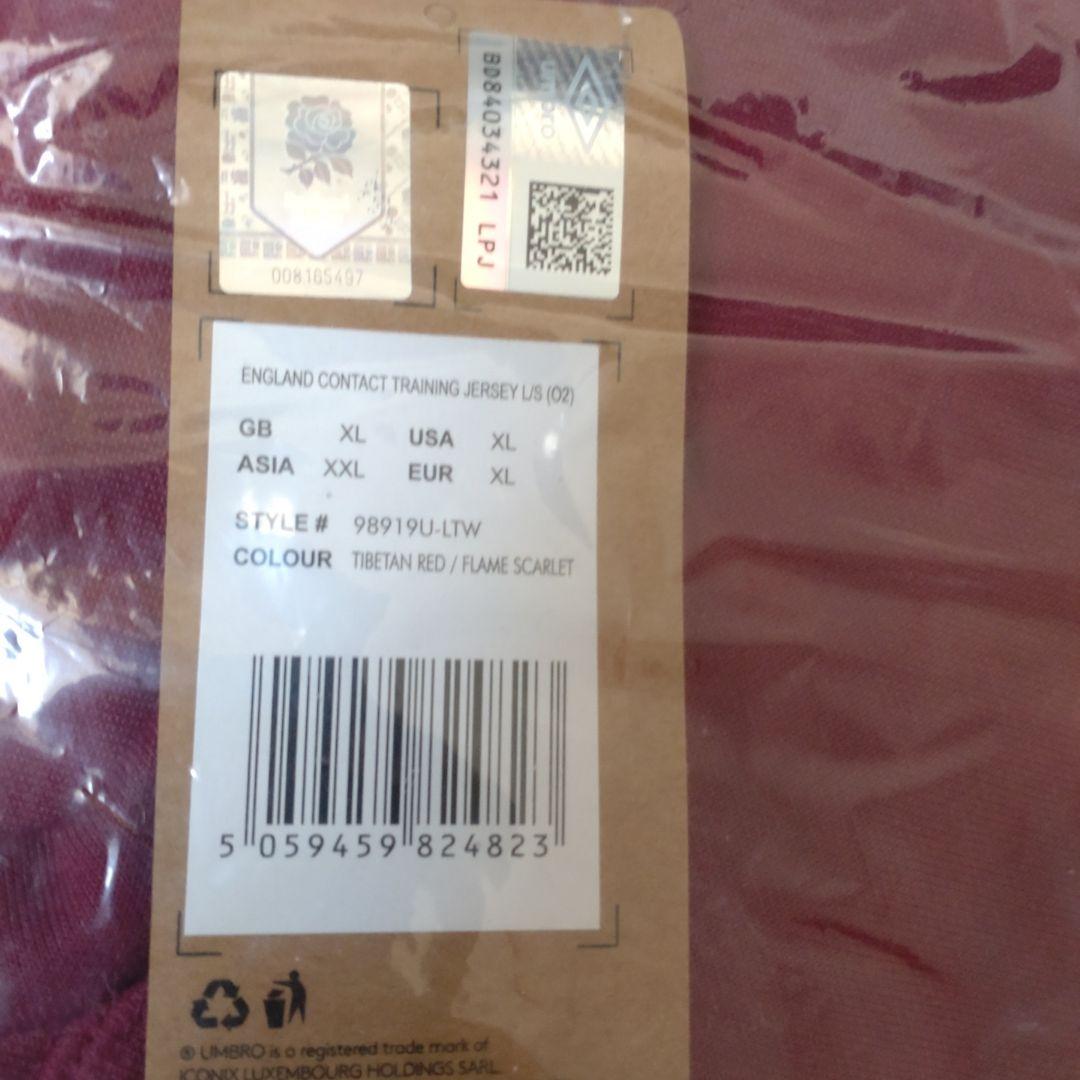 008165497
BD84034321 LPJ
umbro
ENGLAND CONTACT TRAINING JERSEY L/S (O2)
GB XL USA XL
ASIA XXL EUR XL
STYLE # 98919U-LTW
COLOUR TIBETAN RED / FLAME SCARLET
5 059459 824823
® UMBRO is a registered trade mark of
ICONIX LUXEMBOURG HOLDINGS SARL